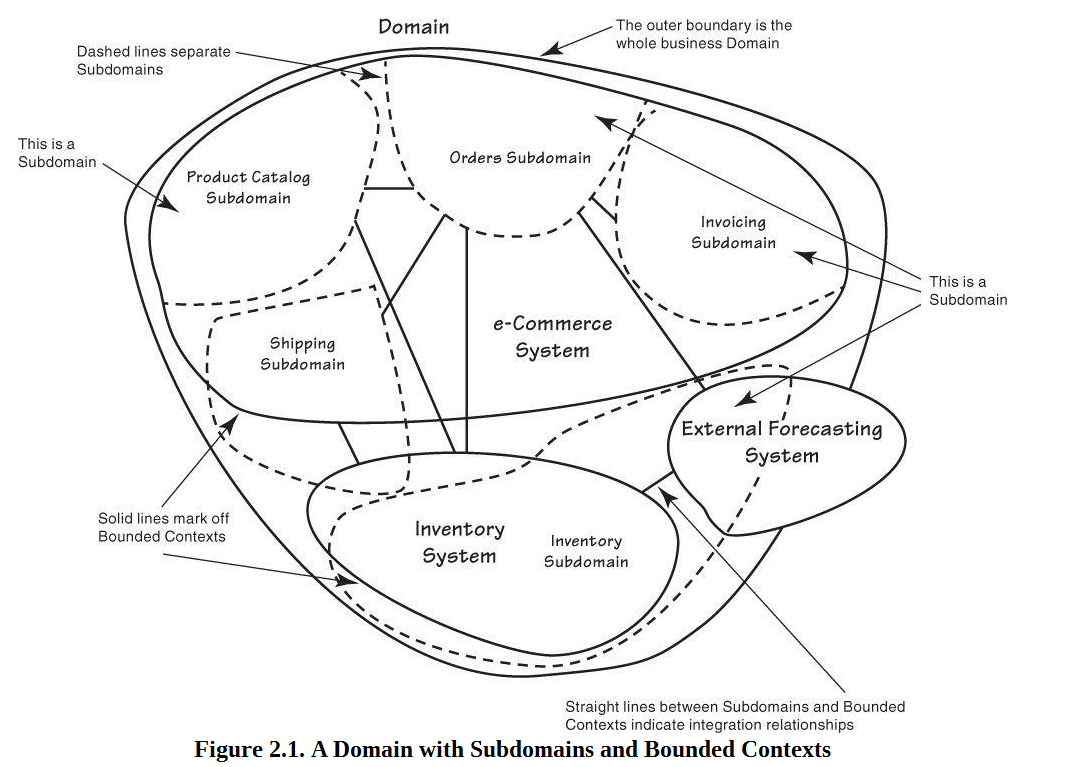 Domain
The outer boundary is the
whole business Domain
Dashed lines separate
Subdomains
This is a
Subdomain
Orders Subdomain
Product Catalog
Subdomain
Invoicing
Subdomain
This is a
Subdomain
e-Commerce
System
Shipping
Subdomain
External Forecasting
System
Solid lines mark off
Bounded Contexts
Inventory
System
Inventory
Subdomain
Straight lines between Subdomains and Bounded
Contexts indicate integration relationships
Figure 2.1. A Domain with Subdomains and Bounded Contexts